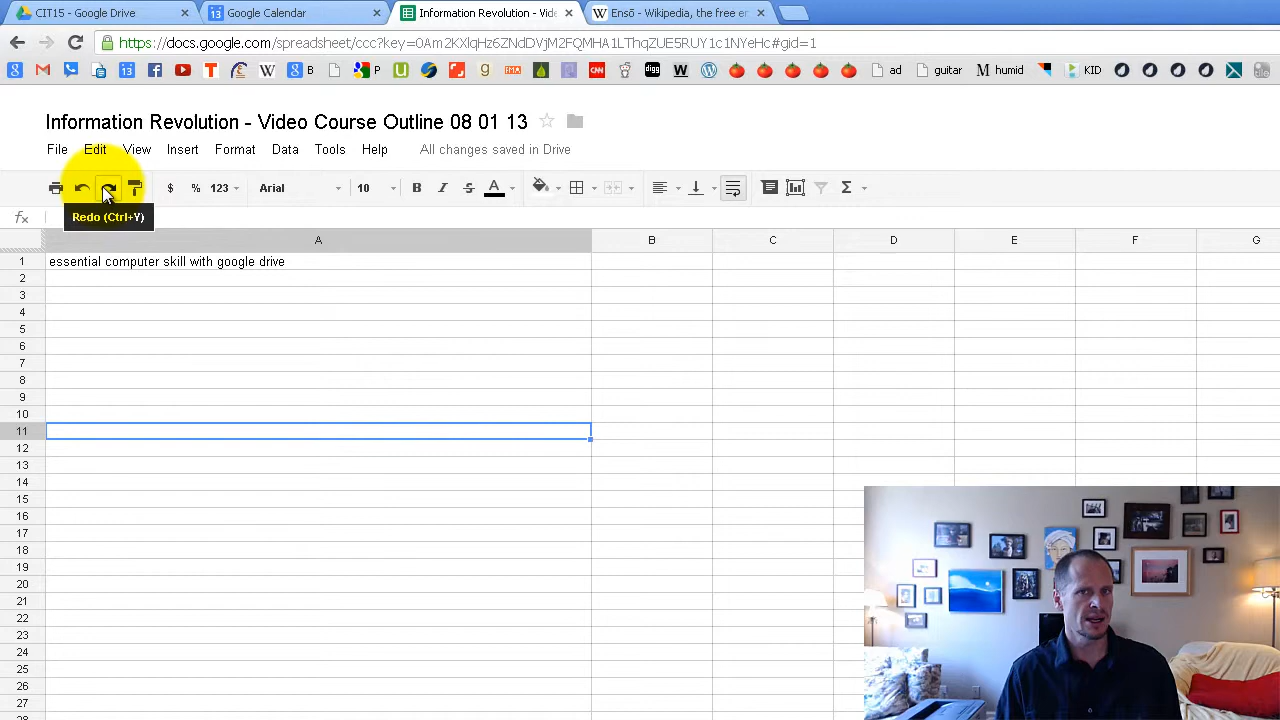 CIT15 - Google Drive
Google Calendar
Information Revolution - Vide
Ensō - Wikipedia, the free en
https://docs.google.com/spreadsheet/ccc?key=0Am2KXlqHz6ZNdDVjM2FQMHA1LThqZUE5RUY1c1NYeHc#gid=1
B
P
ad
guitar
humid
KID
Information Revolution - Video Course Outline 08 01 13
File Edit View Insert Format Data Tools Help All changes saved in Drive
$ % 123 Arial 10 B I S A Σ
Redo (Ctrl+Y)
fx
A B C D E F G
1 essential computer skill with google drive
2
3
4
5
6
7
8
9
10
11
12
13
14
15
16
17
18
19
20
21
22
23
24
25
26
27